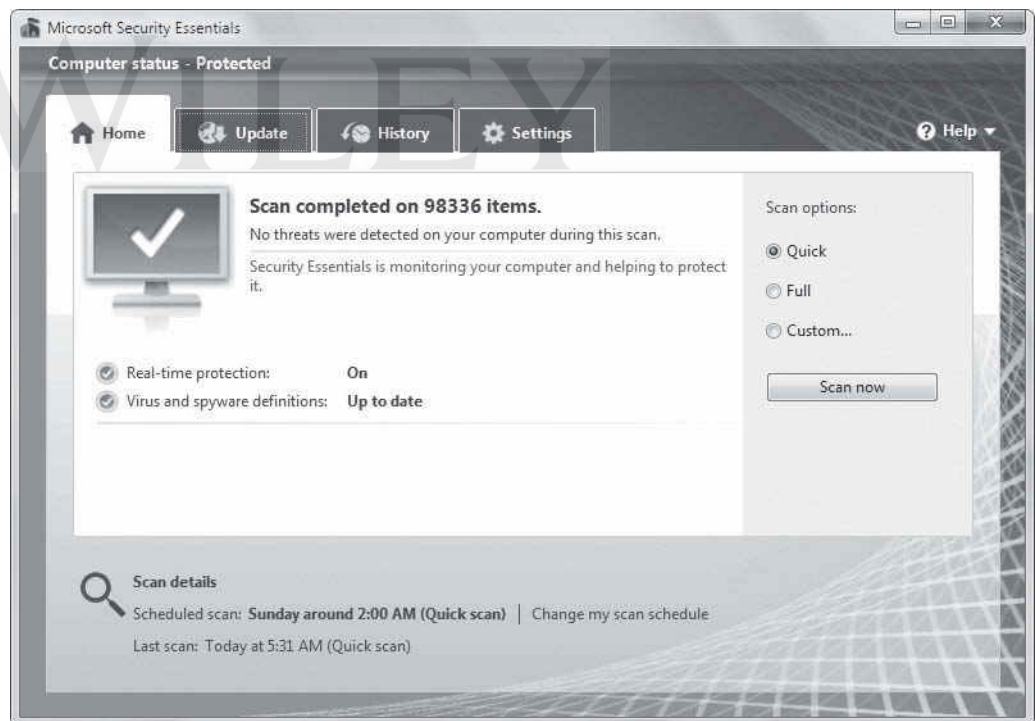 Microsoft Security Essentials
Computer status - Protected
WILEY
Home
Update
History
Settings
Help
Scan completed on 98336 items.
No threats were detected on your computer during this scan.
Security Essentials is monitoring your computer and helping to protect
it.
Real-time protection: On
Virus and spyware definitions: Up to date
Scan options:
Quick
Full
Custom...
Scan now
Scan details
Scheduled scan: Sunday around 2:00 AM (Quick scan) | Change my scan schedule
Last scan: Today at 5:31 AM (Quick scan)